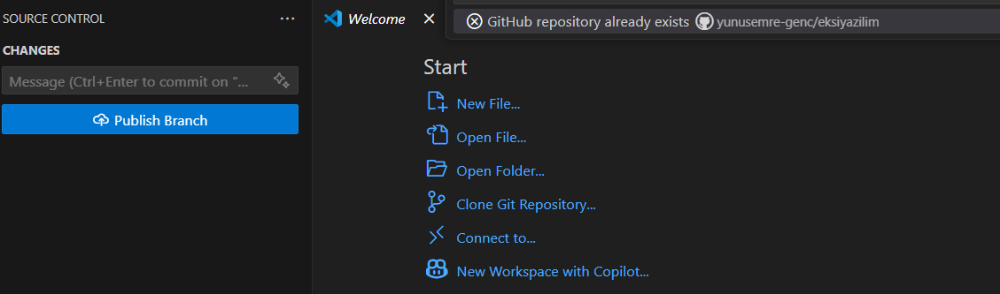 SOURCE CONTROL
CHANGES
Message (Ctrl+Enter to commit on "...
Publish Branch
Welcome
GitHub repository already exists yunusemre-genc/eksiyazilim
Start
New File...
Open File...
Open Folder...
Clone Git Repository...
Connect to...
New Workspace with Copilot...